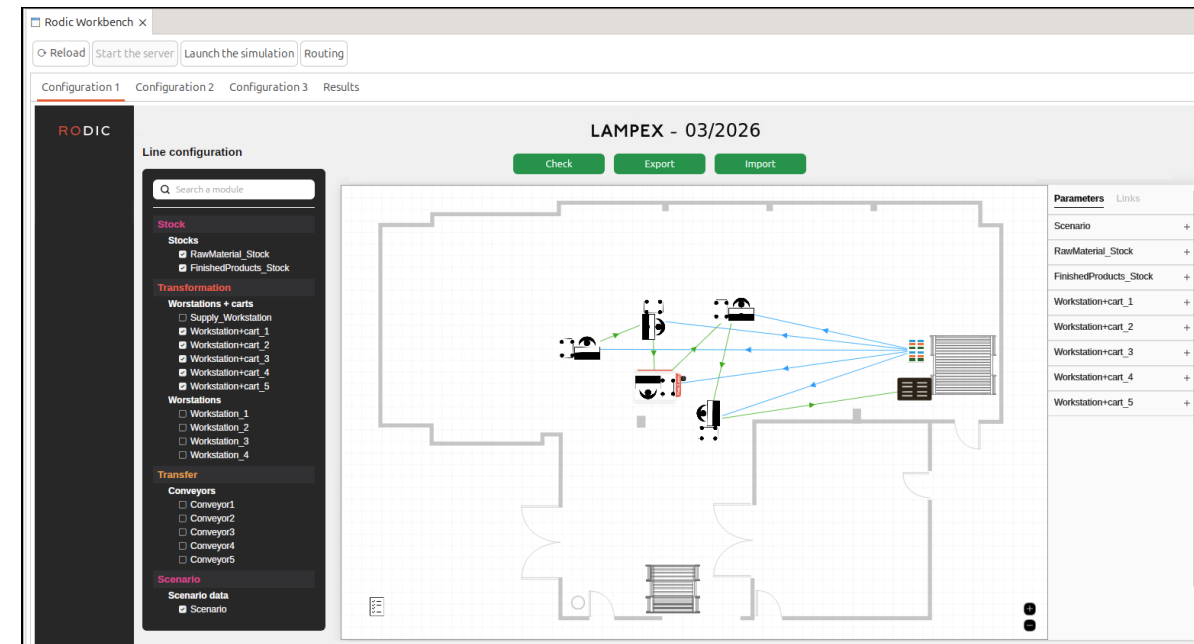 Rodic Workbench
Reload Start the server Launch the simulation Routing
Configuration 1 Configuration 2 Configuration 3 Results
RODIC
LAMPEX - 03/2026
Line configuration
Check Export Import
Search a module
Stock
Stocks
RawMaterial_Stock
FinishedProducts_Stock
Transformation
Worstations + carts
Supply_Workstation
Workstation+cart_1
Workstation+cart_2
Workstation+cart_3
Workstation+cart_4
Workstation+cart_5
Worstations
Workstation_1
Workstation_2
Workstation_3
Workstation_4
Transfer
Conveyors
Conveyor1
Conveyor2
Conveyor3
Conveyor4
Conveyor5
Scenario
Scenario data
Scenario
Parameters Links
Scenario +
RawMaterial_Stock +
FinishedProducts_Stock +
Workstation+cart_1 +
Workstation+cart_2 +
Workstation+cart_3 +
Workstation+cart_4 +
Workstation+cart_5 +